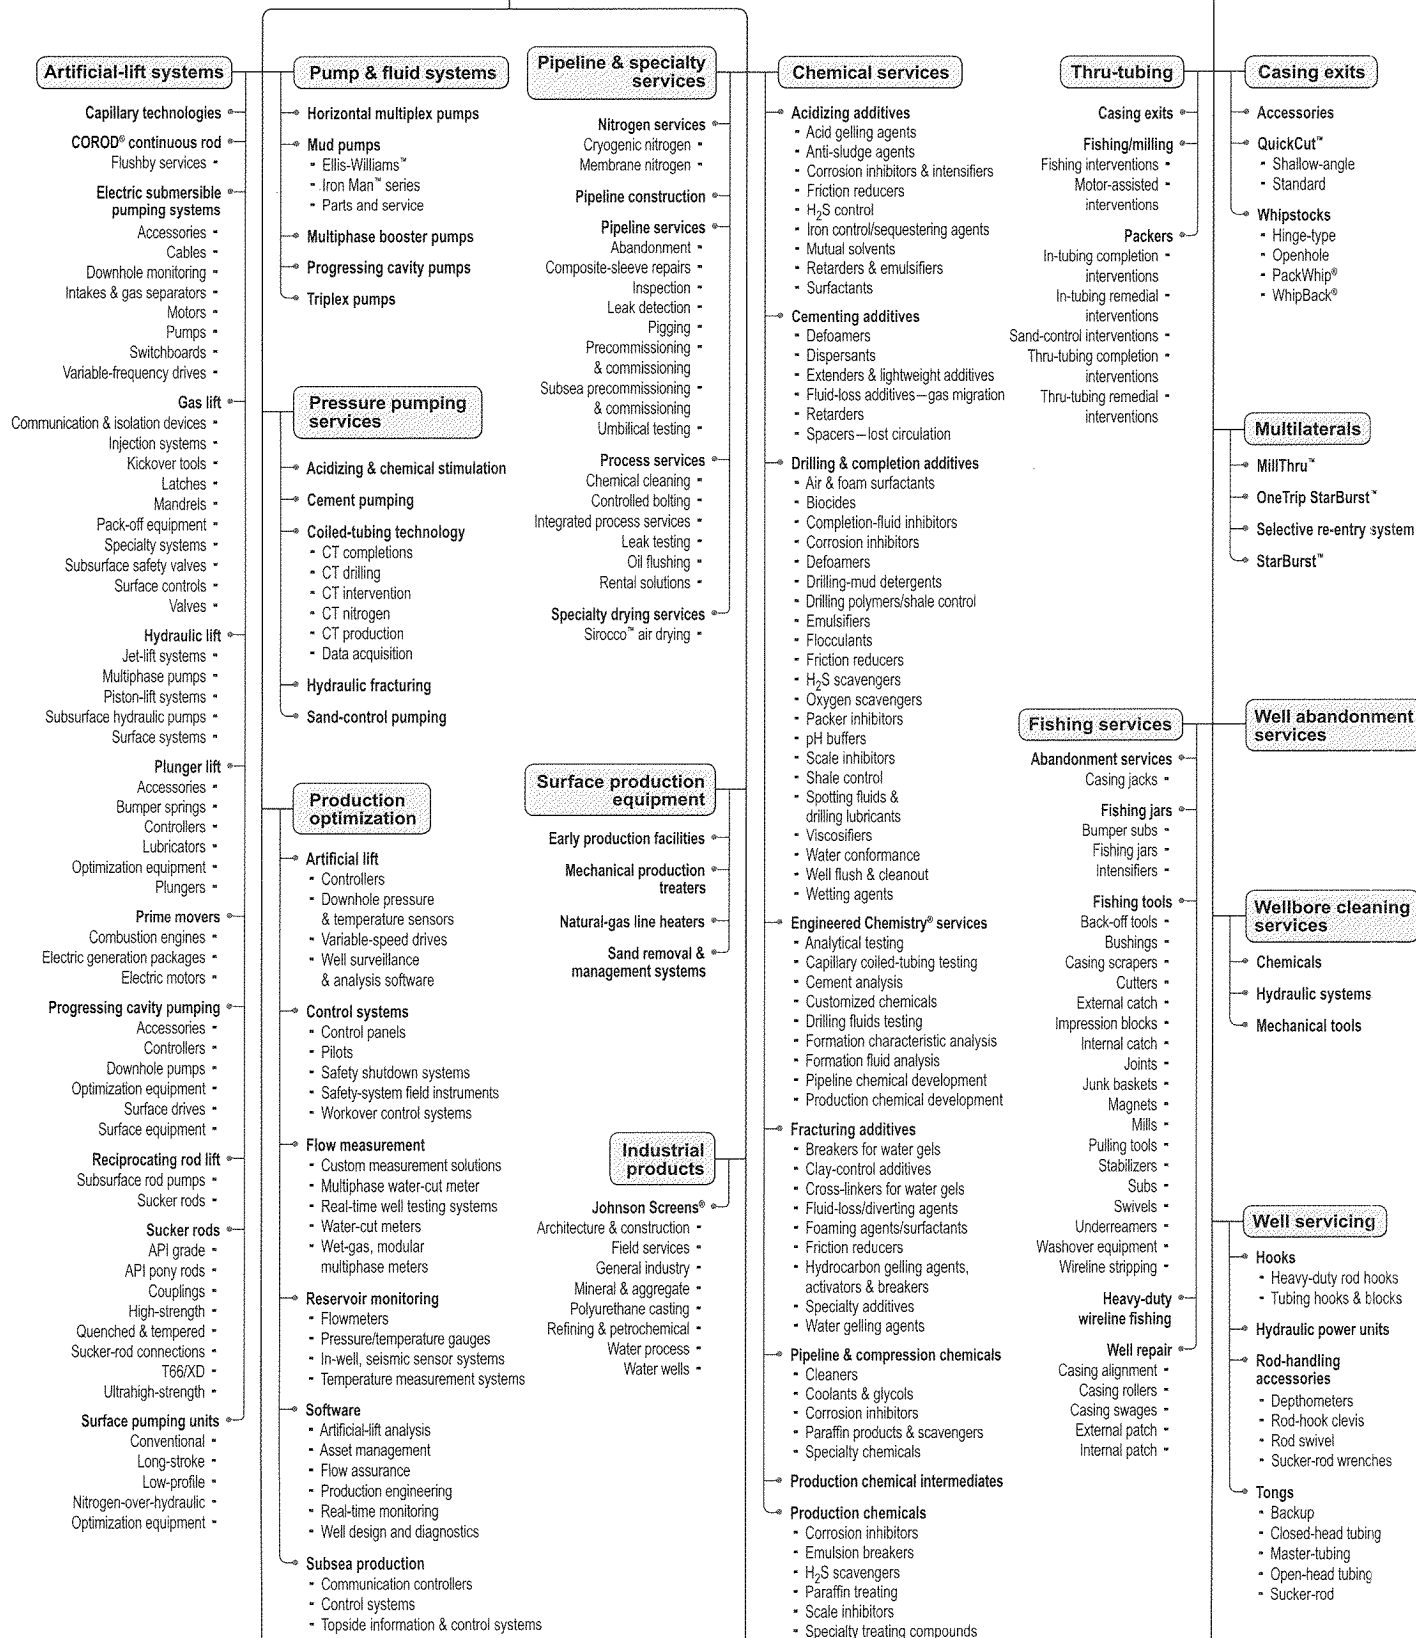 Artificial-lift systems
Capillary technologies
COROD® continuous rod
Flushby services
Electric submersible
pumping systems
Accessories
Cables
Downhole monitoring
Intakes & gas separators
Motors
Pumps
Switchboards
Variable-frequency drives
Gas lift
Communication & isolation devices
Injection systems
Kickover tools
Latches
Mandrels
Pack-off equipment
Specialty systems
Subsurface safety valves
Surface controls
Valves
Hydraulic lift
Jet-lift systems
Multiphase pumps
Piston-lift systems
Subsurface hydraulic pumps
Surface systems
Plunger lift
Accessories
Bumper springs
Controllers
Lubricators
Optimization equipment
Plungers
Prime movers
Combustion engines
Electric generation packages
Electric motors
Progressing cavity pumping
Accessories
Controllers
Downhole pumps
Optimization equipment
Surface drives
Surface equipment
Reciprocating rod lift
Subsurface rod pumps
Sucker rods
Sucker rods
API grade
API pony rods
Couplings
High-strength
Quenched & tempered
Sucker-rod connections
T66/XD
Ultrahigh-strength
Surface pumping units
Conventional
Long-stroke
Low-profile
Nitrogen-over-hydraulic
Optimization equipment
Pump & fluid systems
Horizontal multiplex pumps
Mud pumps
Ellis-Williams™
Iron Man™ series
Parts and service
Multiphase booster pumps
Progressing cavity pumps
Triplex pumps
Pressure pumping
services
Acidizing & chemical stimulation
Cement pumping
Coiled-tubing technology
CT completions
CT drilling
CT intervention
CT nitrogen
CT production
Data acquisition
Hydraulic fracturing
Sand-control pumping
Production
optimization
Artificial lift
Controllers
Downhole pressure
& temperature sensors
Variable-speed drives
Well surveillance
& analysis software
Control systems
Control panels
Pilots
Safety shutdown systems
Safety-system field instruments
Workover control systems
Flow measurement
Custom measurement solutions
Multiphase water-cut meter
Real-time well testing systems
Water-cut meters
Wet-gas, modular
multiphase meters
Reservoir monitoring
Flowmeters
Pressure/temperature gauges
In-well, seismic sensor systems
Temperature measurement systems
Software
Artificial-lift analysis
Asset management
Flow assurance
Production engineering
Real-time monitoring
Well design and diagnostics
Subsea production
Communication controllers
Control systems
Topside information & control systems
Pipeline & specialty
services
Nitrogen services
Cryogenic nitrogen
Membrane nitrogen
Pipeline construction
Pipeline services
Abandonment
Composite-sleeve repairs
Inspection
Leak detection
Pigging
Precommissioning
& commissioning
Subsea precommissioning
& commissioning
Umbilical testing
Process services
Chemical cleaning
Controlled bolting
Integrated process services
Leak testing
Oil flushing
Rental solutions
Specialty drying services
Sirocco™ air drying
Surface production
equipment
Early production facilities
Mechanical production
treaters
Natural-gas line heaters
Sand removal &
management systems
Industrial
products
Johnson Screens®
Architecture & construction
Field services
General industry
Mineral & aggregate
Polyurethane casting
Refining & petrochemical
Water process
Water wells
Chemical services
Acidizing additives
Acid gelling agents
Anti-sludge agents
Corrosion inhibitors & intensifiers
Friction reducers
H₂S control
Iron control/sequestering agents
Mutual solvents
Retarders & emulsifiers
Surfactants
Cementing additives
Defoamers
Dispersants
Extenders & lightweight additives
Fluid-loss additives—gas migration
Retarders
Spacers—lost circulation
Drilling & completion additives
Air & foam surfactants
Biocides
Completion-fluid inhibitors
Corrosion inhibitors
Defoamers
Drilling-mud detergents
Drilling polymers/shale control
Emulsifiers
Flocculants
Friction reducers
H₂S scavengers
Oxygen scavengers
Packer inhibitors
pH buffers
Scale inhibitors
Shale control
Spotting fluids &
drilling lubricants
Viscosifiers
Water conformance
Well flush & cleanout
Wetting agents
Engineered Chemistry® services
Analytical testing
Capillary coiled-tubing testing
Cement analysis
Customized chemicals
Drilling fluids testing
Formation characteristic analysis
Formation fluid analysis
Pipeline chemical development
Production chemical development
Fracturing additives
Breakers for water gels
Clay-control additives
Cross-linkers for water gels
Fluid-loss/diverting agents
Foaming agents/surfactants
Friction reducers
Hydrocarbon gelling agents,
activators & breakers
Specialty additives
Water gelling agents
Pipeline & compression chemicals
Cleaners
Coolants & glycols
Corrosion inhibitors
Paraffin products & scavengers
Specialty chemicals
Production chemical intermediates
Production chemicals
Corrosion inhibitors
Emulsion breakers
H₂S scavengers
Paraffin treating
Scale inhibitors
Specialty treating compounds
Thru-tubing
Casing exits
Fishing/milling
Fishing interventions
Motor-assisted
interventions
Packers
In-tubing completion
interventions
In-tubing remedial
interventions
Sand-control interventions
Thru-tubing completion
interventions
Thru-tubing remedial
interventions
Fishing services
Abandonment services
Casing jacks
Fishing jars
Bumper subs
Fishing jars
Intensifiers
Fishing tools
Back-off tools
Bushings
Casing scrapers
Cutters
External catch
Impression blocks
Internal catch
Joints
Junk baskets
Magnets
Mills
Pulling tools
Stabilizers
Subs
Swivels
Underreamers
Washover equipment
Wireline stripping
Heavy-duty
wireline fishing
Well repair
Casing alignment
Casing rollers
Casing swages
External patch
Internal patch
Casing exits
Accessories
QuickCut™
Shallow-angle
Standard
Whipstocks
Hinge-type
Openhole
PackWhip®
WhipBack®
Multilaterals
MillThru™
OneTrip StarBurst™
Selective re-entry system
StarBurst™
Well abandonment
services
Wellbore cleaning
services
Chemicals
Hydraulic systems
Mechanical tools
Well servicing
Hooks
Heavy-duty rod hooks
Tubing hooks & blocks
Hydraulic power units
Rod-handling
accessories
Depthometers
Rod-hook clevis
Rod swivel
Sucker-rod wrenches
Tongs
Backup
Closed-head tubing
Master-tubing
Open-head tubing
Sucker-rod